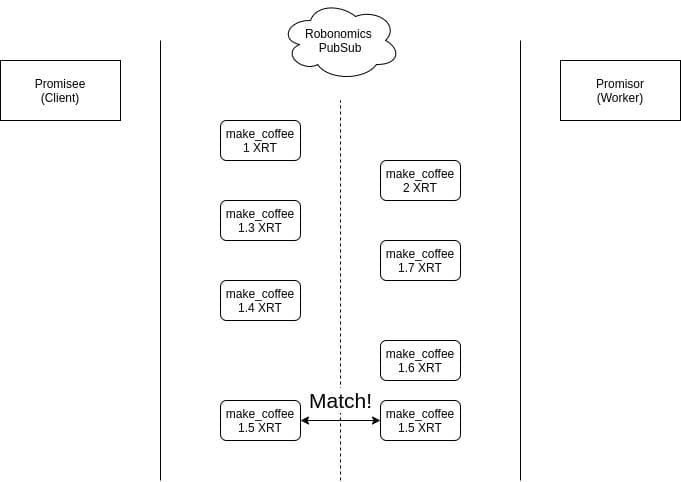 Robonomics
PubSub
Promisee
(Client)
Promisor
(Worker)
make_coffee
1 XRT
make_coffee
2 XRT
make_coffee
1.3 XRT
make_coffee
1.7 XRT
make_coffee
1.4 XRT
make_coffee
1.6 XRT
Match!
make_coffee
1.5 XRT
make_coffee
1.5 XRT